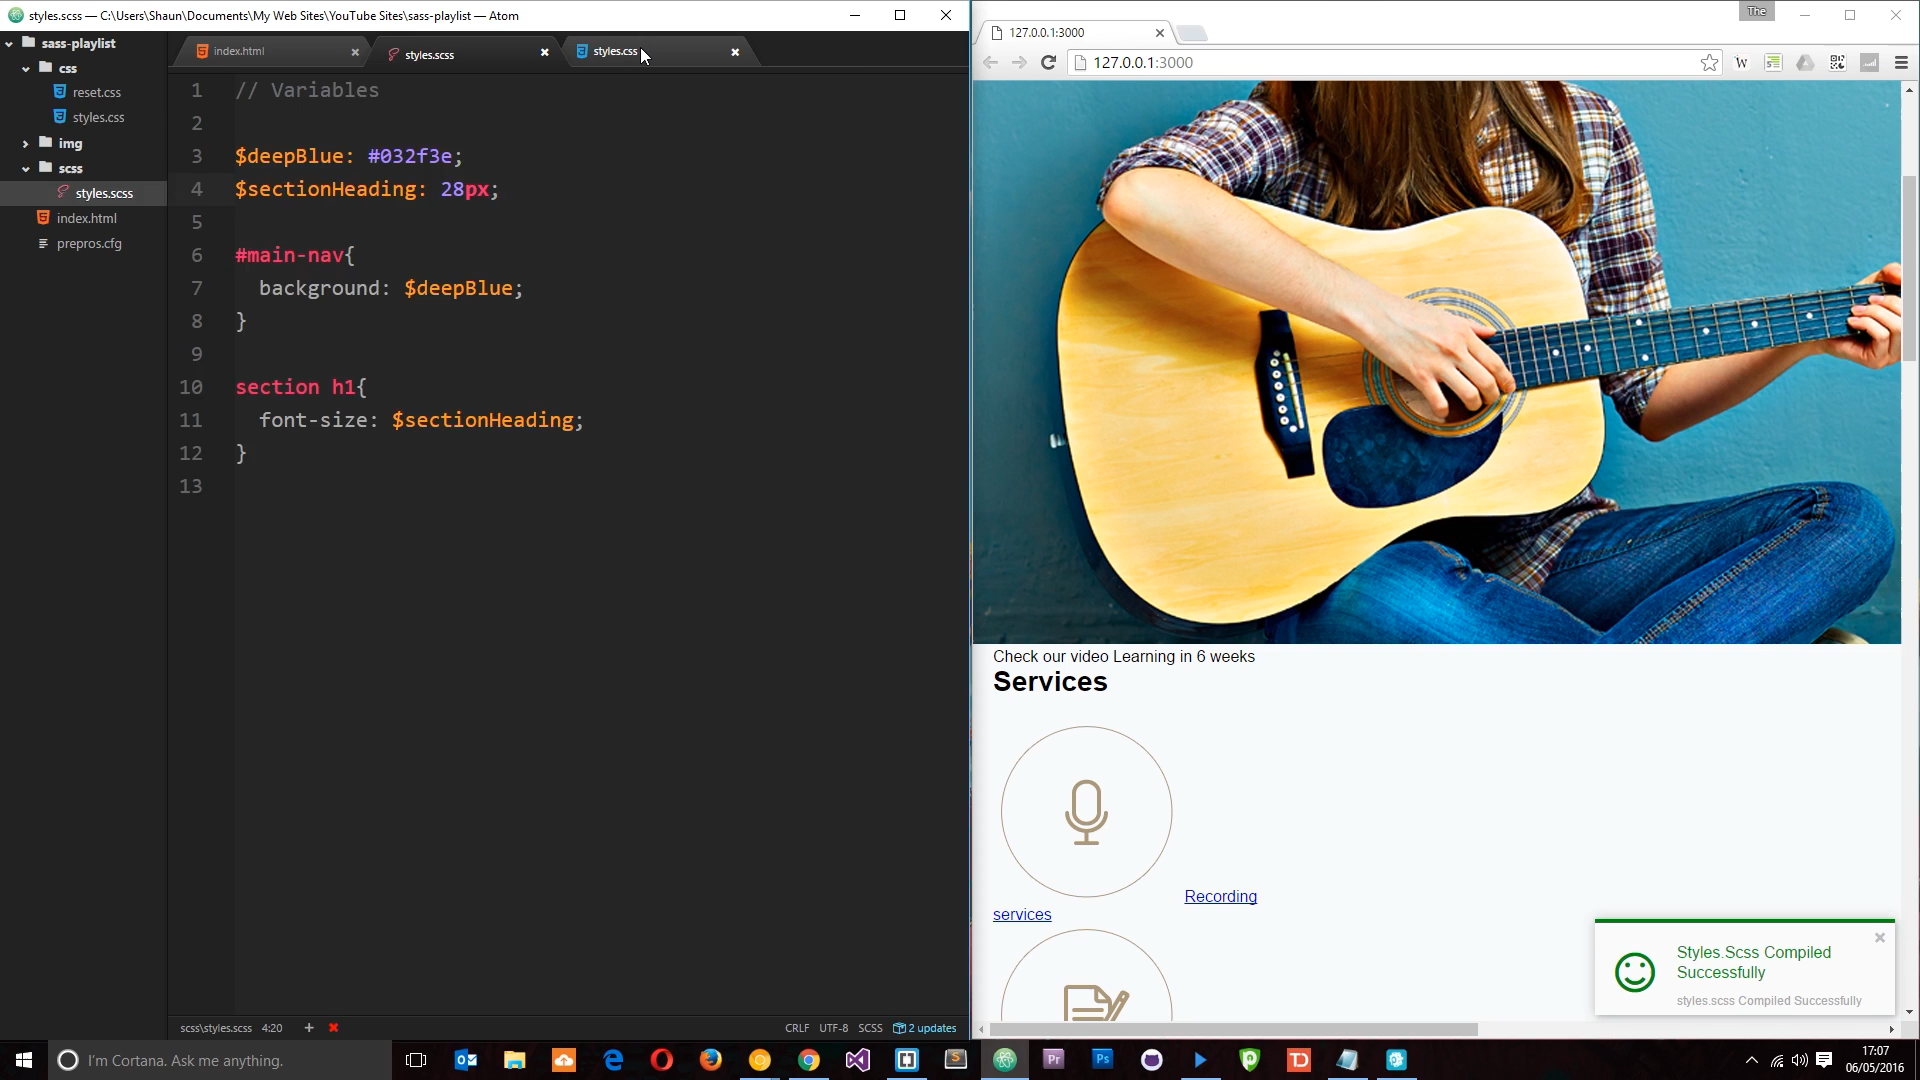 styles.scss — C:\Users\Shaun\Documents\My Web Sites\YouTube Sites\sass-playlist — Atom
sass-playlist
css
reset.css
styles.css
img
scss
styles.scss
index.html
prepros.cfg
index.html
styles.scss
styles.css
1 // Variables
2
3 $deepBlue: #032f3e;
4 $sectionHeading: 28px;
5
6 #main-nav{
7 background: $deepBlue;
8 }
9
10 section h1{
11 font-size: $sectionHeading;
12 }
13
scss\styles.scss 4:20
CRLF UTF-8 SCSS 2 updates
The
127.0.0.1:3000
127.0.0.1:3000
Check our video Learning in 6 weeks
Services
Recording
services
Styles.Scss Compiled
Successfully
styles.scss Compiled Successfully
I'm Cortana. Ask me anything.
Pr
Ps
17:07
06/05/2016